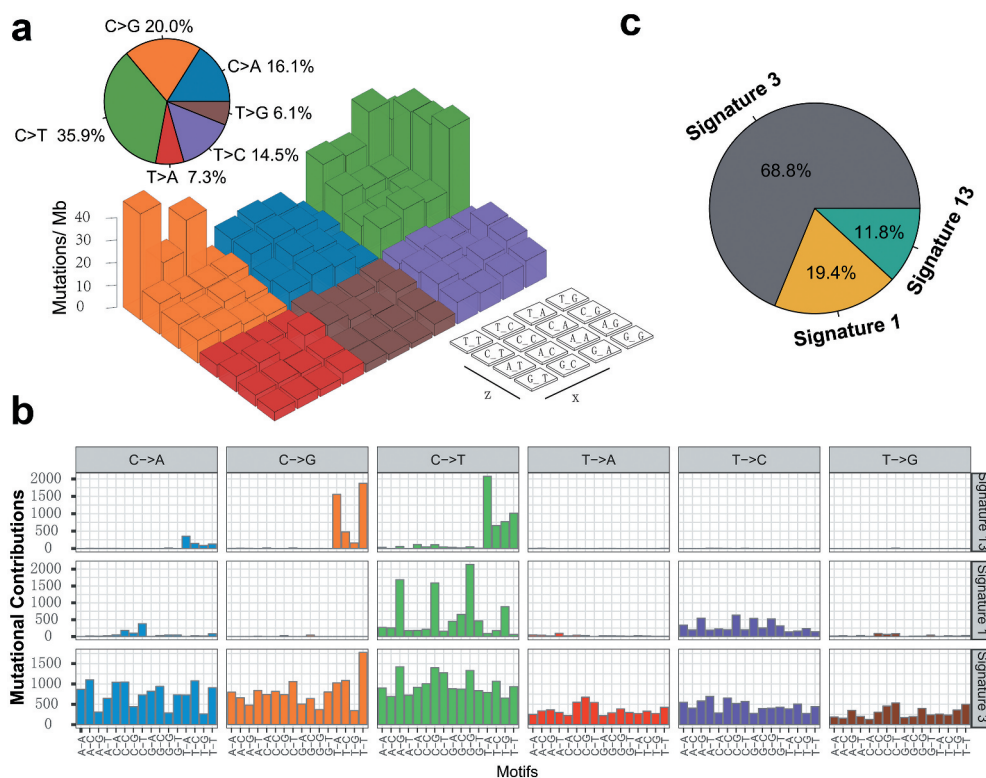 a
C>G 20.0%
C>A 16.1%
T>G 6.1%
T>C 14.5%
T>A 7.3%
C>T 35.9%
Mutations/ Mb
40
30
20
10
0
T_G
T_A C_G
T_C C_A A_G
T_T C_C A_A G_G
C_T A_C G_A
A_T G_C
G_T
Z
X
c
Signature 3
68.8%
Signature 13
11.8%
19.4%
Signature 1
b
C->A C->G C->T T->A T->C T->G
Mutational Contributions
2000
1500
1000
500
0
Signature 13
2000
1500
1000
500
0
Signature 1
1500
1000
500
0
Signature 3
Motifs